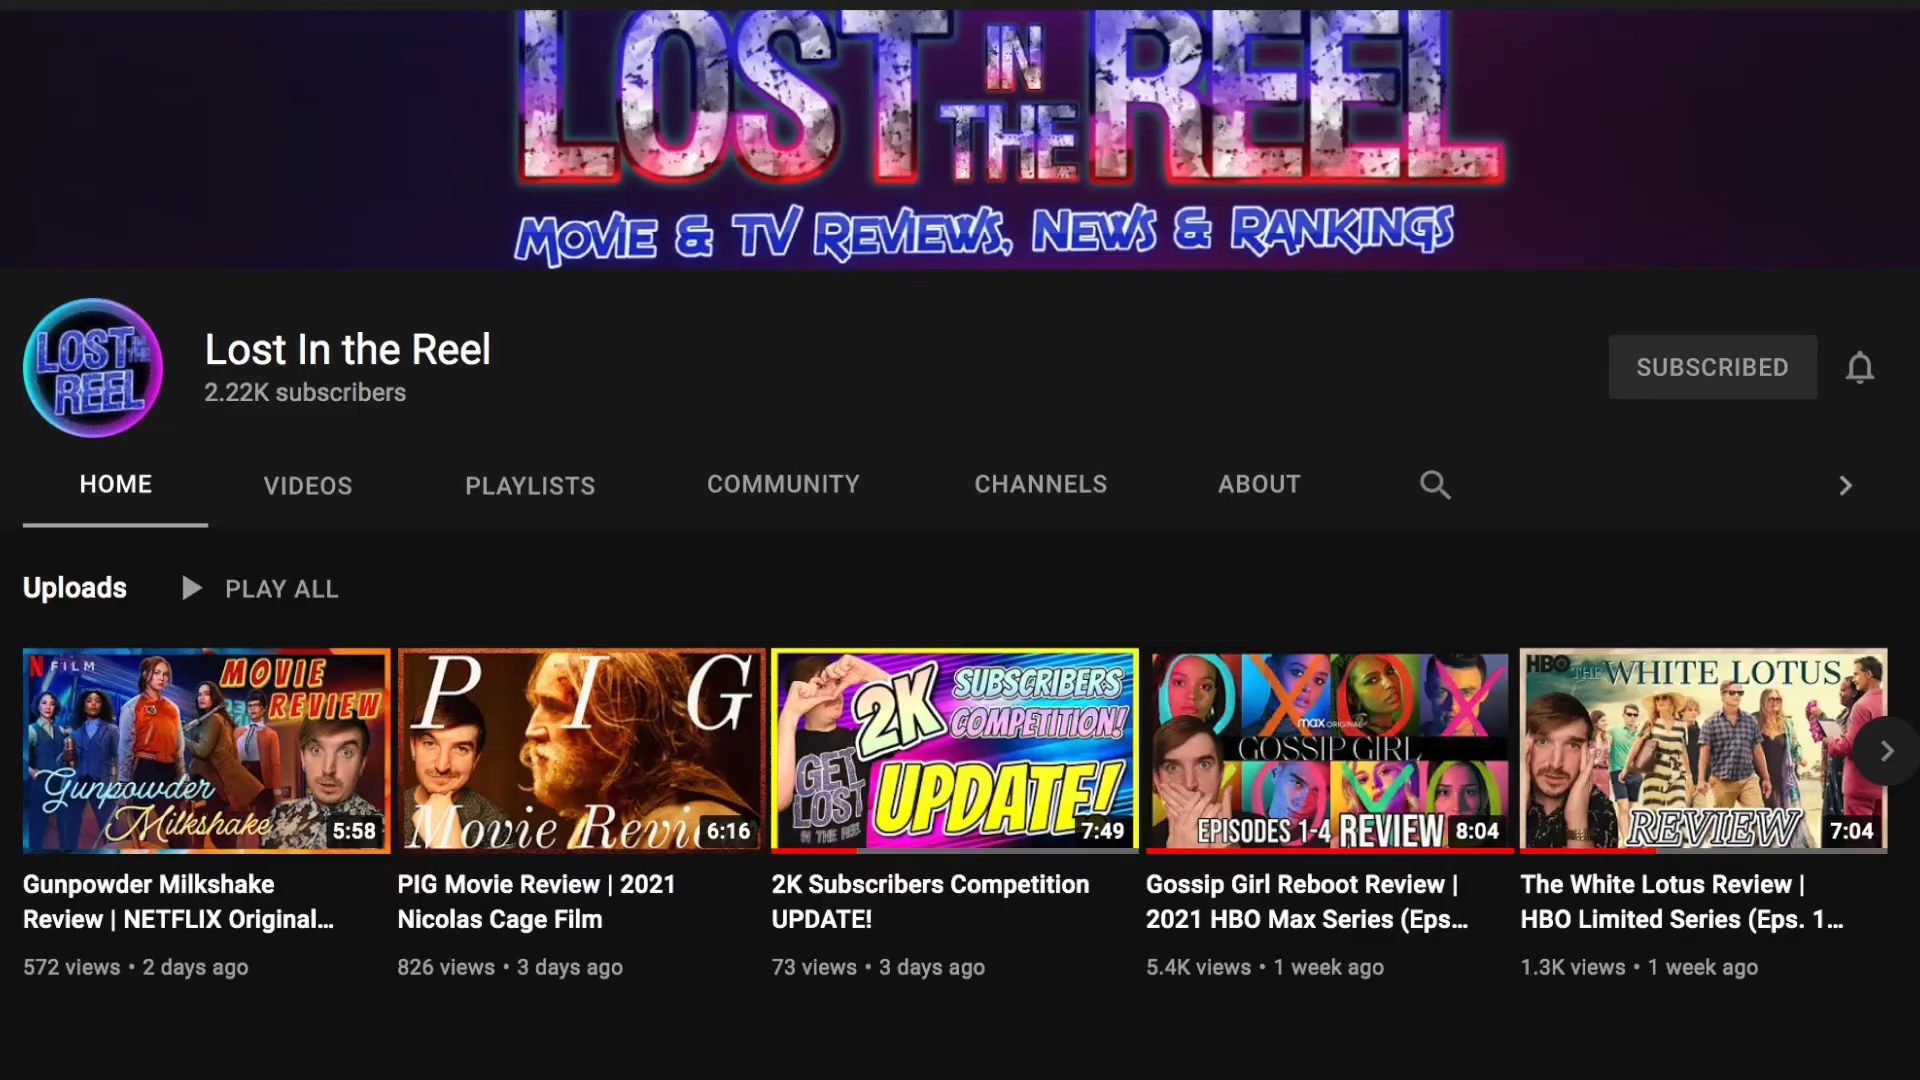 LOST IN THE REEL
MOVIE & TV REVIEWS, NEWS & RANKINGS
LOST IN THE REEL
Lost In the Reel
2.22K subscribers
SUBSCRIBED
HOME
VIDEOS
PLAYLISTS
COMMUNITY
CHANNELS
ABOUT
Uploads
PLAY ALL
N FILM
MOVIE
REVIEW
Gunpowder
Milkshake
5:58
PIG
Movie Revi
6:16
2K SUBSCRIBERS
COMPETITION!
UPDATE!
GET
LOST
IN THE REEL
7:49
max ORIGINAL
GOSSIP GIRL
EPISODES 1-4 REVIEW
8:04
HBO
THE WHITE LOTUS
REVIEW
7:04
Gunpowder Milkshake
Review | NETFLIX Original...
572 views • 2 days ago
PIG Movie Review | 2021
Nicolas Cage Film
826 views • 3 days ago
2K Subscribers Competition
UPDATE!
73 views • 3 days ago
Gossip Girl Reboot Review |
2021 HBO Max Series (Eps...
5.4K views • 1 week ago
The White Lotus Review |
HBO Limited Series (Eps. 1...
1.3K views • 1 week ago